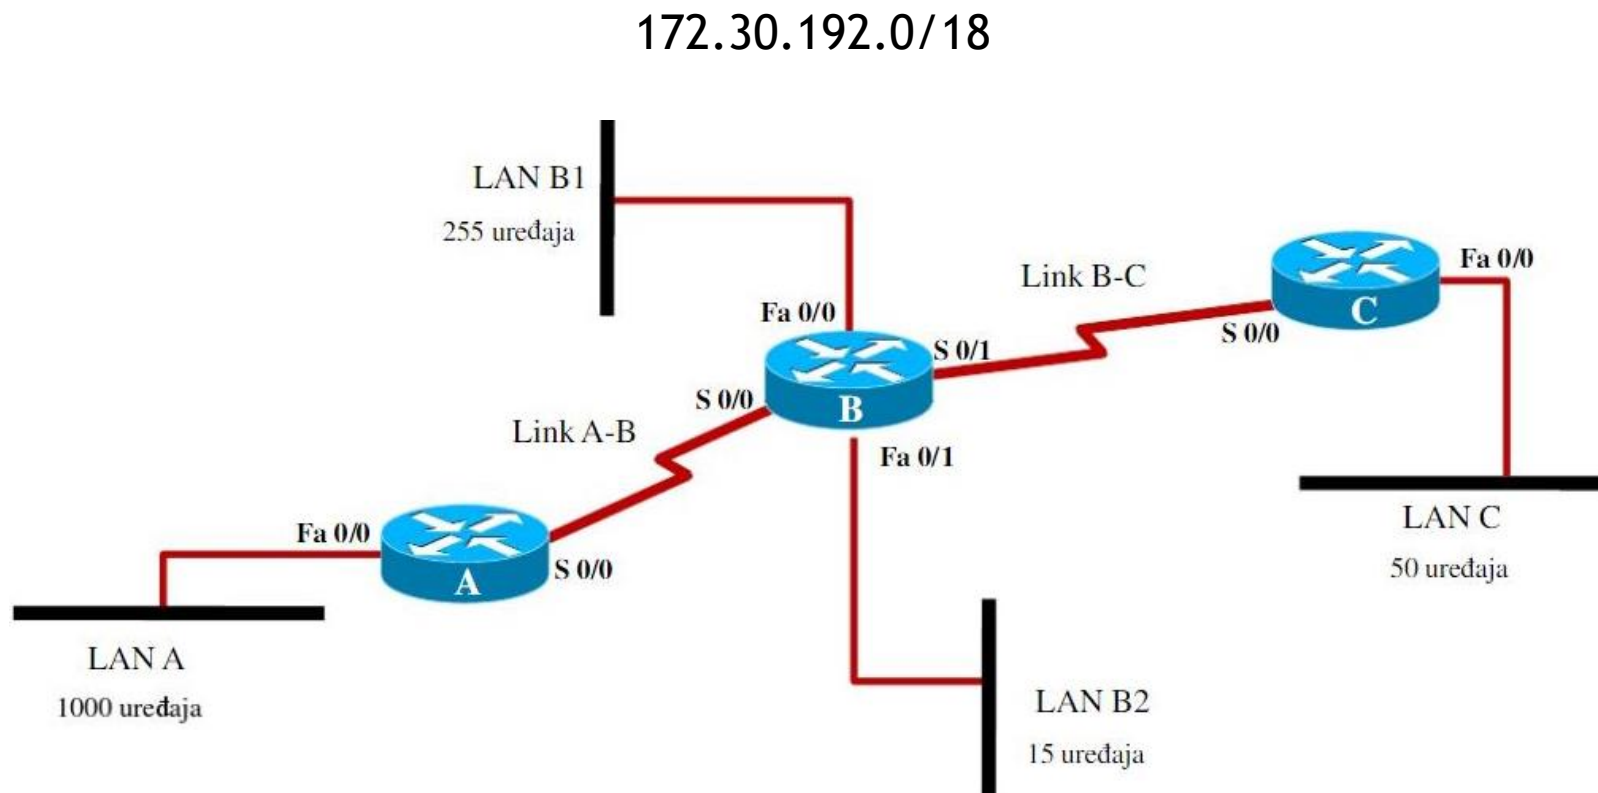 172.30.192.0/18
LAN B1
255 uređaja
Link B-C
Fa 0/0
Fa 0/0
C
S 0/0
S 0/1
S 0/0
B
Link A-B
Fa 0/1
Fa 0/0
A
S 0/0
LAN C
50 uređaja
LAN A
1000 uređaja
LAN B2
15 uređaja